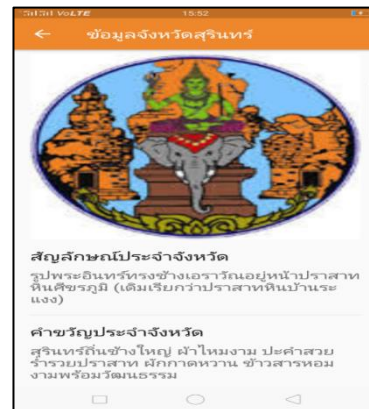 VoLTE 15:52
ข้อมูลจังหวัดสุรินทร์
สัญลักษณ์ประจำจังหวัด
รูปพระอินทร์ทรงช้างเอราวัณอยู่หน้าปราสาท
หินศีขรภูมิ (เดิมเรียกว่าปราสาทหินบ้านระ
แงง)
คำขวัญประจำจังหวัด
สุรินทร์ถิ่นช้างใหญ่ ผ้าไหมงาม ปะคำสวย
ร่ำรวยปราสาท ผักกาดหวาน ข้าวสารหอม
งามพร้อมวัฒนธรรม